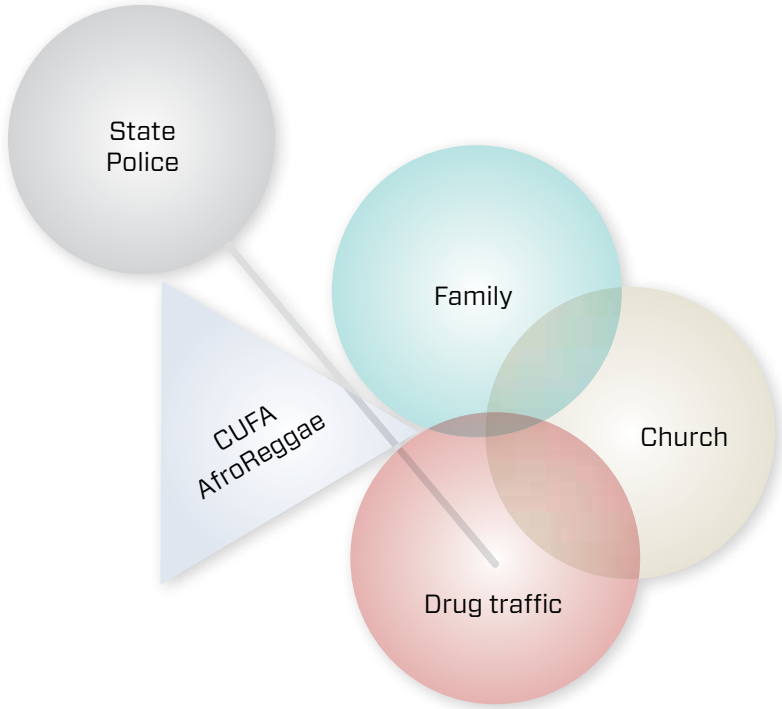 State
Police
Family
Church
CUFA
AfroReggae
Drug traffic